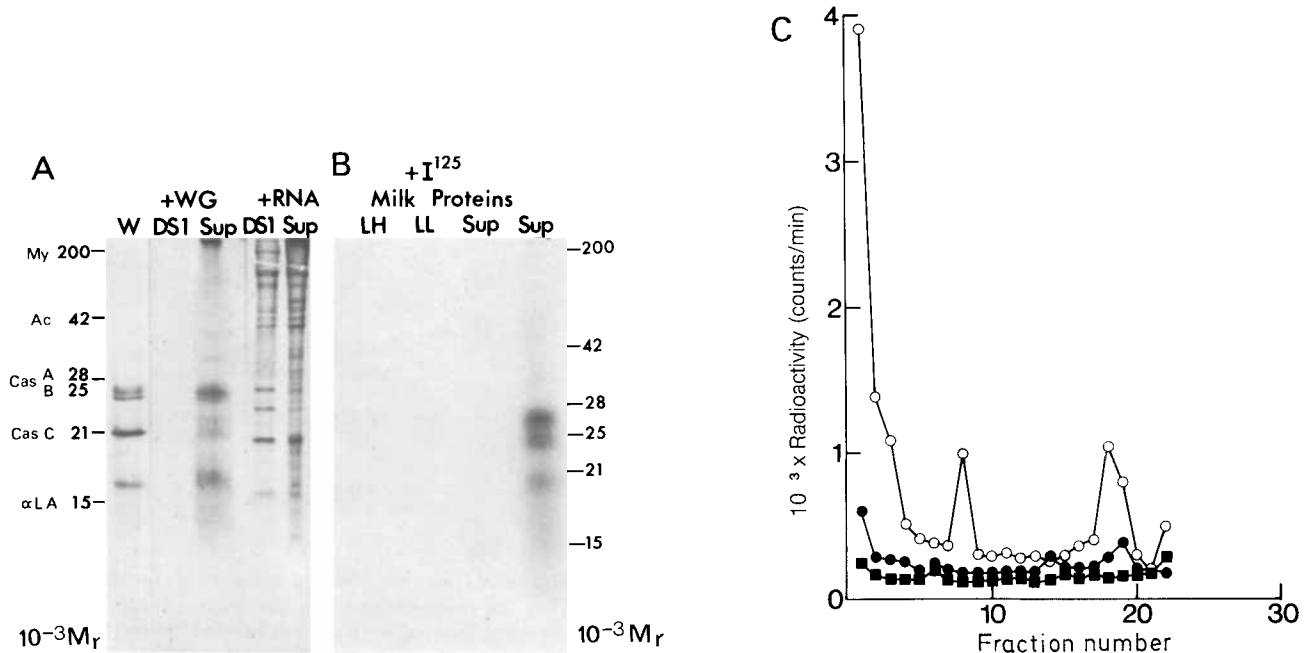 A
+WG
+RNA
W DS1 Sup DS1 Sup
My 200
Ac 42
Cas A 28
B 25
Cas C 21
αLA 15
10⁻³Mr
B
+I¹²⁵
Milk Proteins
LH LL Sup Sup
200
42
28
25
21
15
10⁻³Mr
C
10³ x Radioactivity (counts/min)
4
3
2
1
0
10
20
30
Fraction number